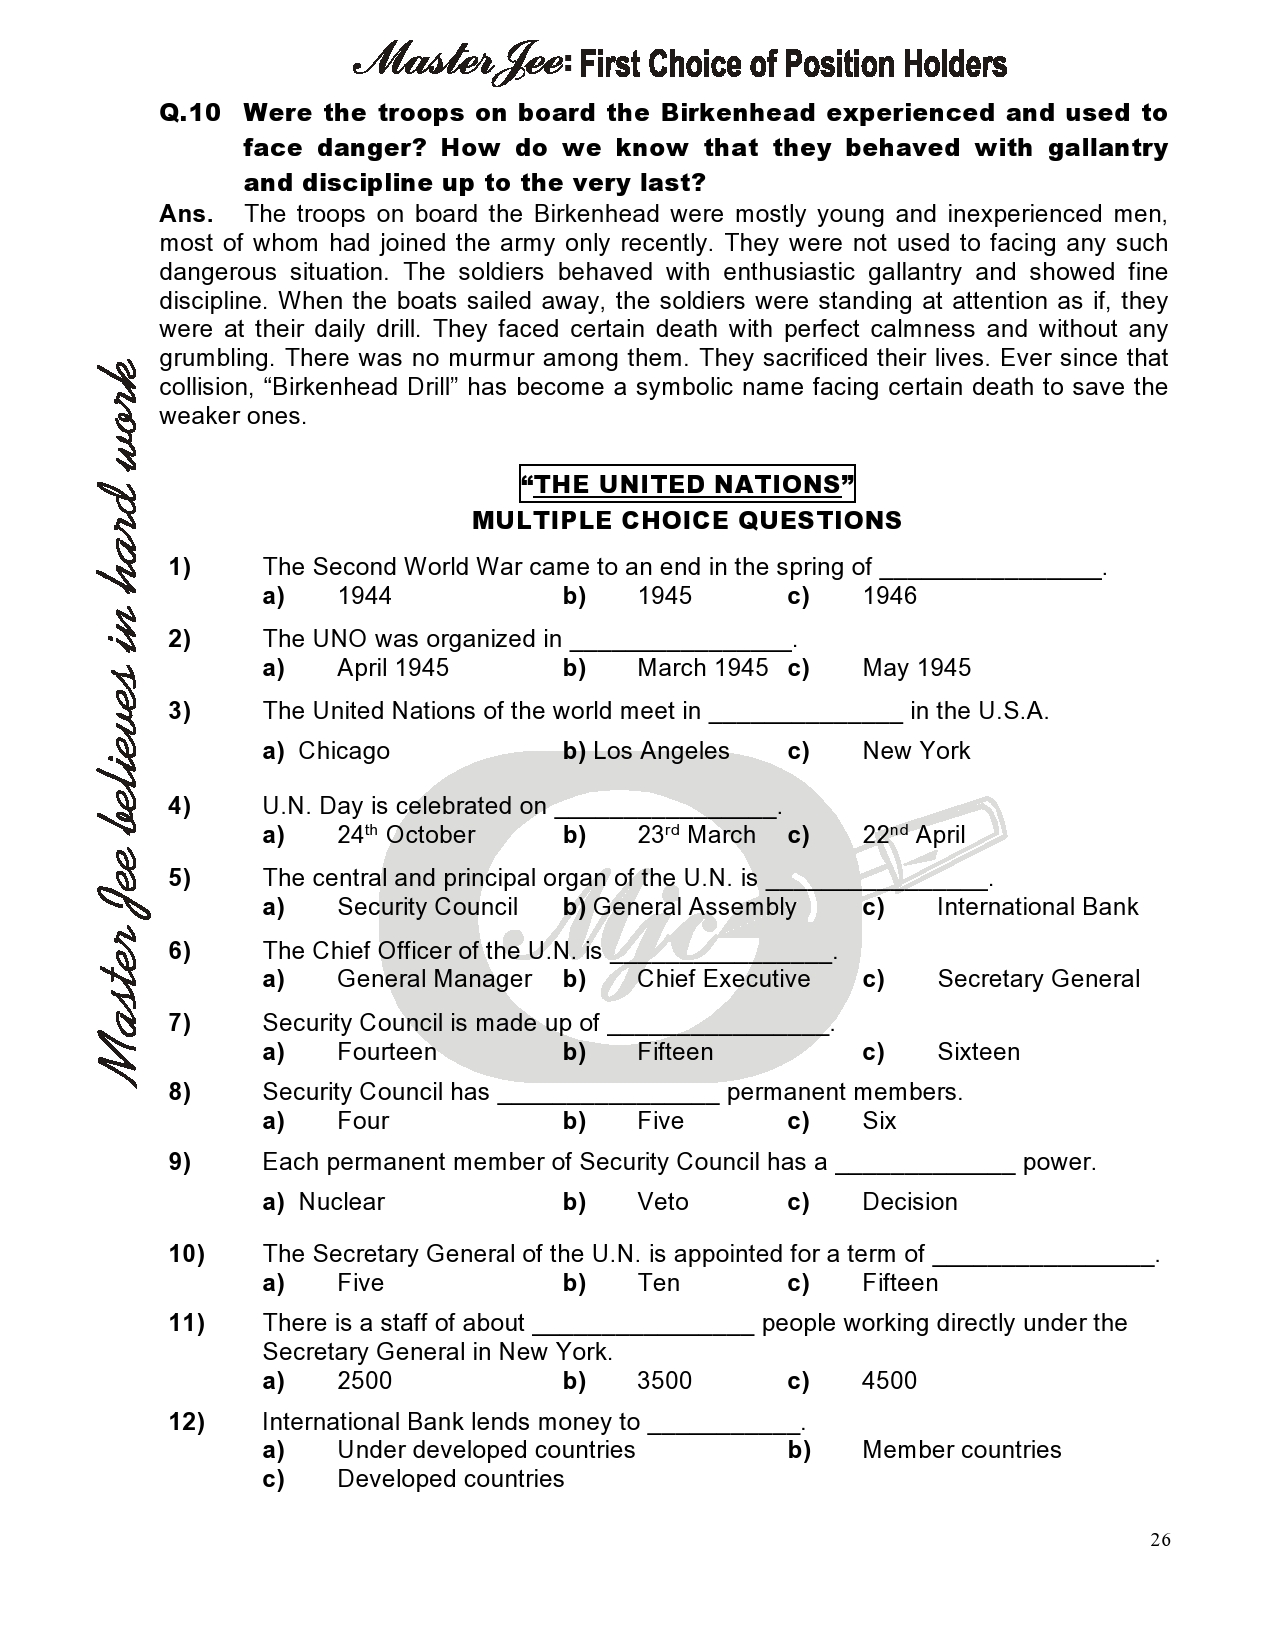 Master Jee: First Choice of Position Holders
Q.10 Were the troops on board the Birkenhead experienced and used to
face danger? How do we know that they behaved with gallantry
and discipline up to the very last?
Ans. The troops on board the Birkenhead were mostly young and inexperienced men,
most of whom had joined the army only recently. They were not used to facing any such
dangerous situation. The soldiers behaved with enthusiastic gallantry and showed fine
discipline. When the boats sailed away, the soldiers were standing at attention as if, they
were at their daily drill. They faced certain death with perfect calmness and without any
grumbling. There was no murmur among them. They sacrificed their lives. Ever since that
collision, “Birkenhead Drill” has become a symbolic name facing certain death to save the
weaker ones.
Master Jee believes in hard work
“THE UNITED NATIONS”
MULTIPLE CHOICE QUESTIONS
1) The Second World War came to an end in the spring of ________________.
a) 1944 b) 1945 c) 1946
2) The UNO was organized in ________________.
a) April 1945 b) March 1945 c) May 1945
3) The United Nations of the world meet in ______________ in the U.S.A.
a) Chicago b) Los Angeles c) New York
4) U.N. Day is celebrated on ________________.
a) 24th October b) 23rd March c) 22nd April
5) The central and principal organ of the U.N. is ________________.
a) Security Council b) General Assembly c) International Bank
6) The Chief Officer of the U.N. is ________________.
a) General Manager b) Chief Executive c) Secretary General
7) Security Council is made up of ________________.
a) Fourteen b) Fifteen c) Sixteen
8) Security Council has ________________ permanent members.
a) Four b) Five c) Six
9) Each permanent member of Security Council has a _____________ power.
a) Nuclear b) Veto c) Decision
10) The Secretary General of the U.N. is appointed for a term of ________________.
a) Five b) Ten c) Fifteen
11) There is a staff of about ________________ people working directly under the
Secretary General in New York.
a) 2500 b) 3500 c) 4500
12) International Bank lends money to ___________.
a) Under developed countries b) Member countries
c) Developed countries
Mjc
26